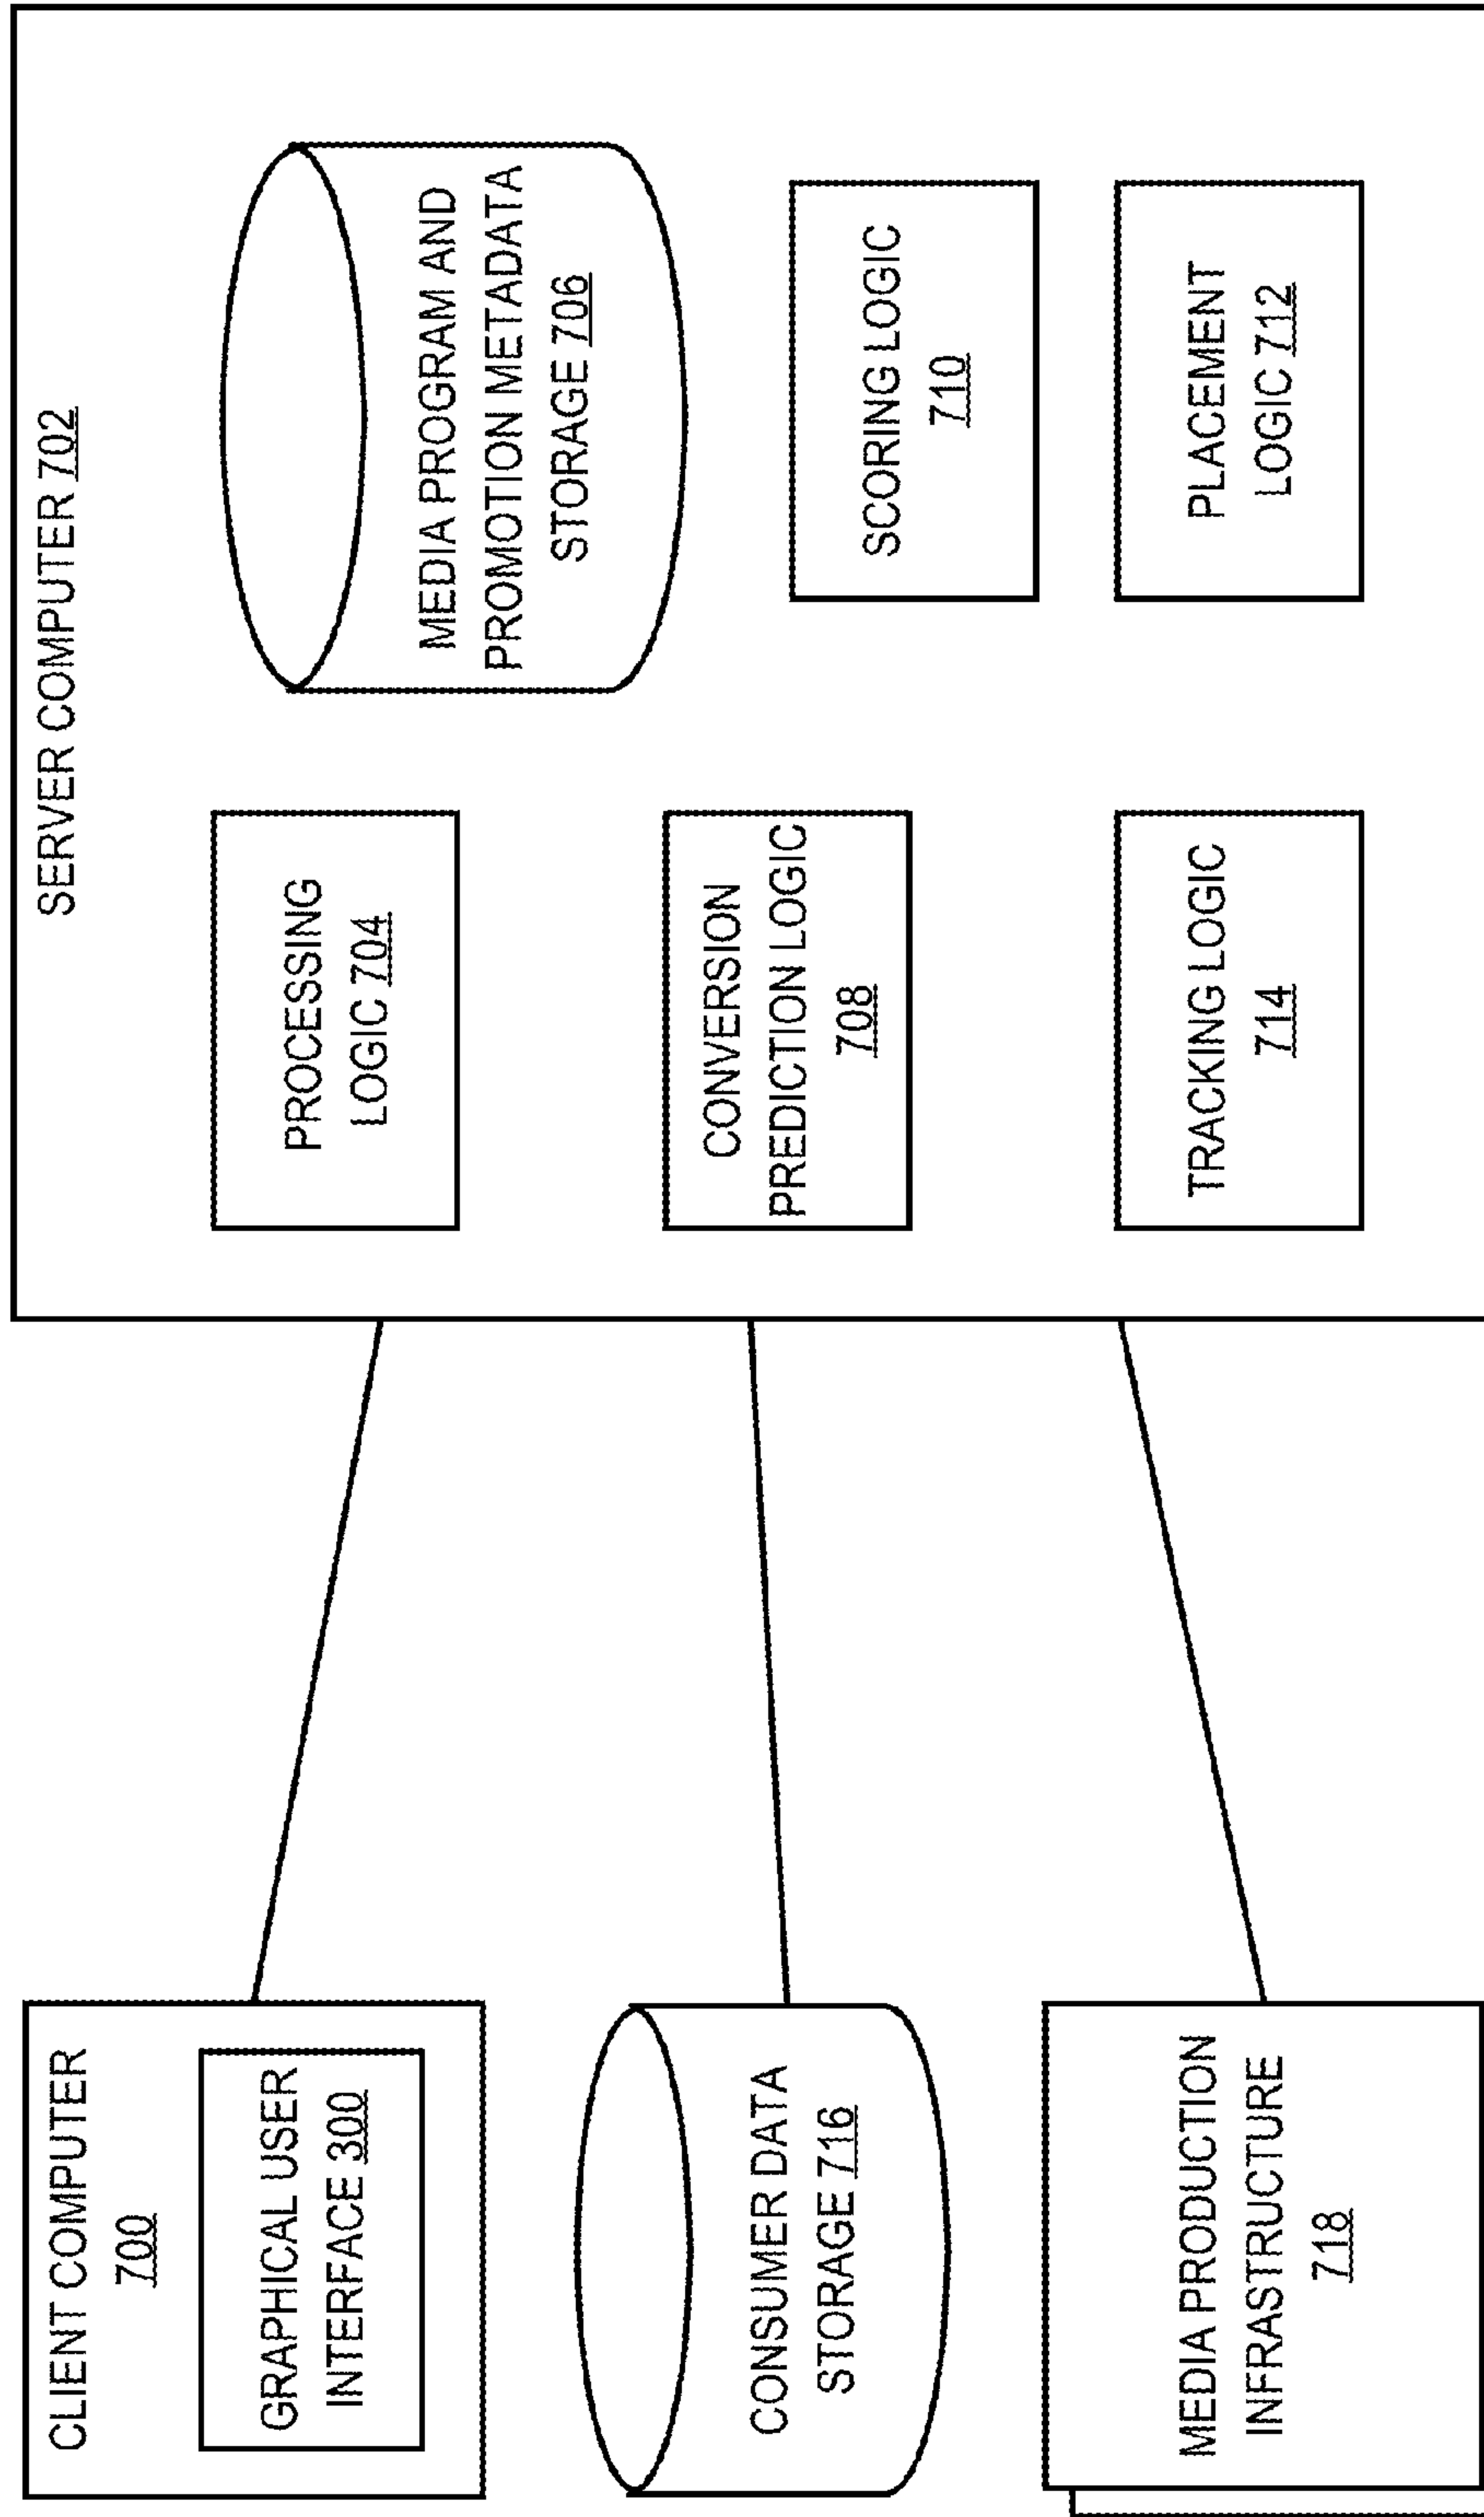 CLIENT COMPUTER
700
GRAPHICAL USER
INTERFACE 300
CONSUMER DATA
STORAGE 716
MEDIA PRODUCTION
INFRASTRUCTURE
718
SERVER COMPUTER 702
PROCESSING
LOGIC 704
MEDIA PROGRAM AND
PROMOTION METADATA
STORAGE 706
CONVERSION
PREDICTION LOGIC
708
SCORING LOGIC
710
TRACKING LOGIC
714
PLACEMENT
LOGIC 712